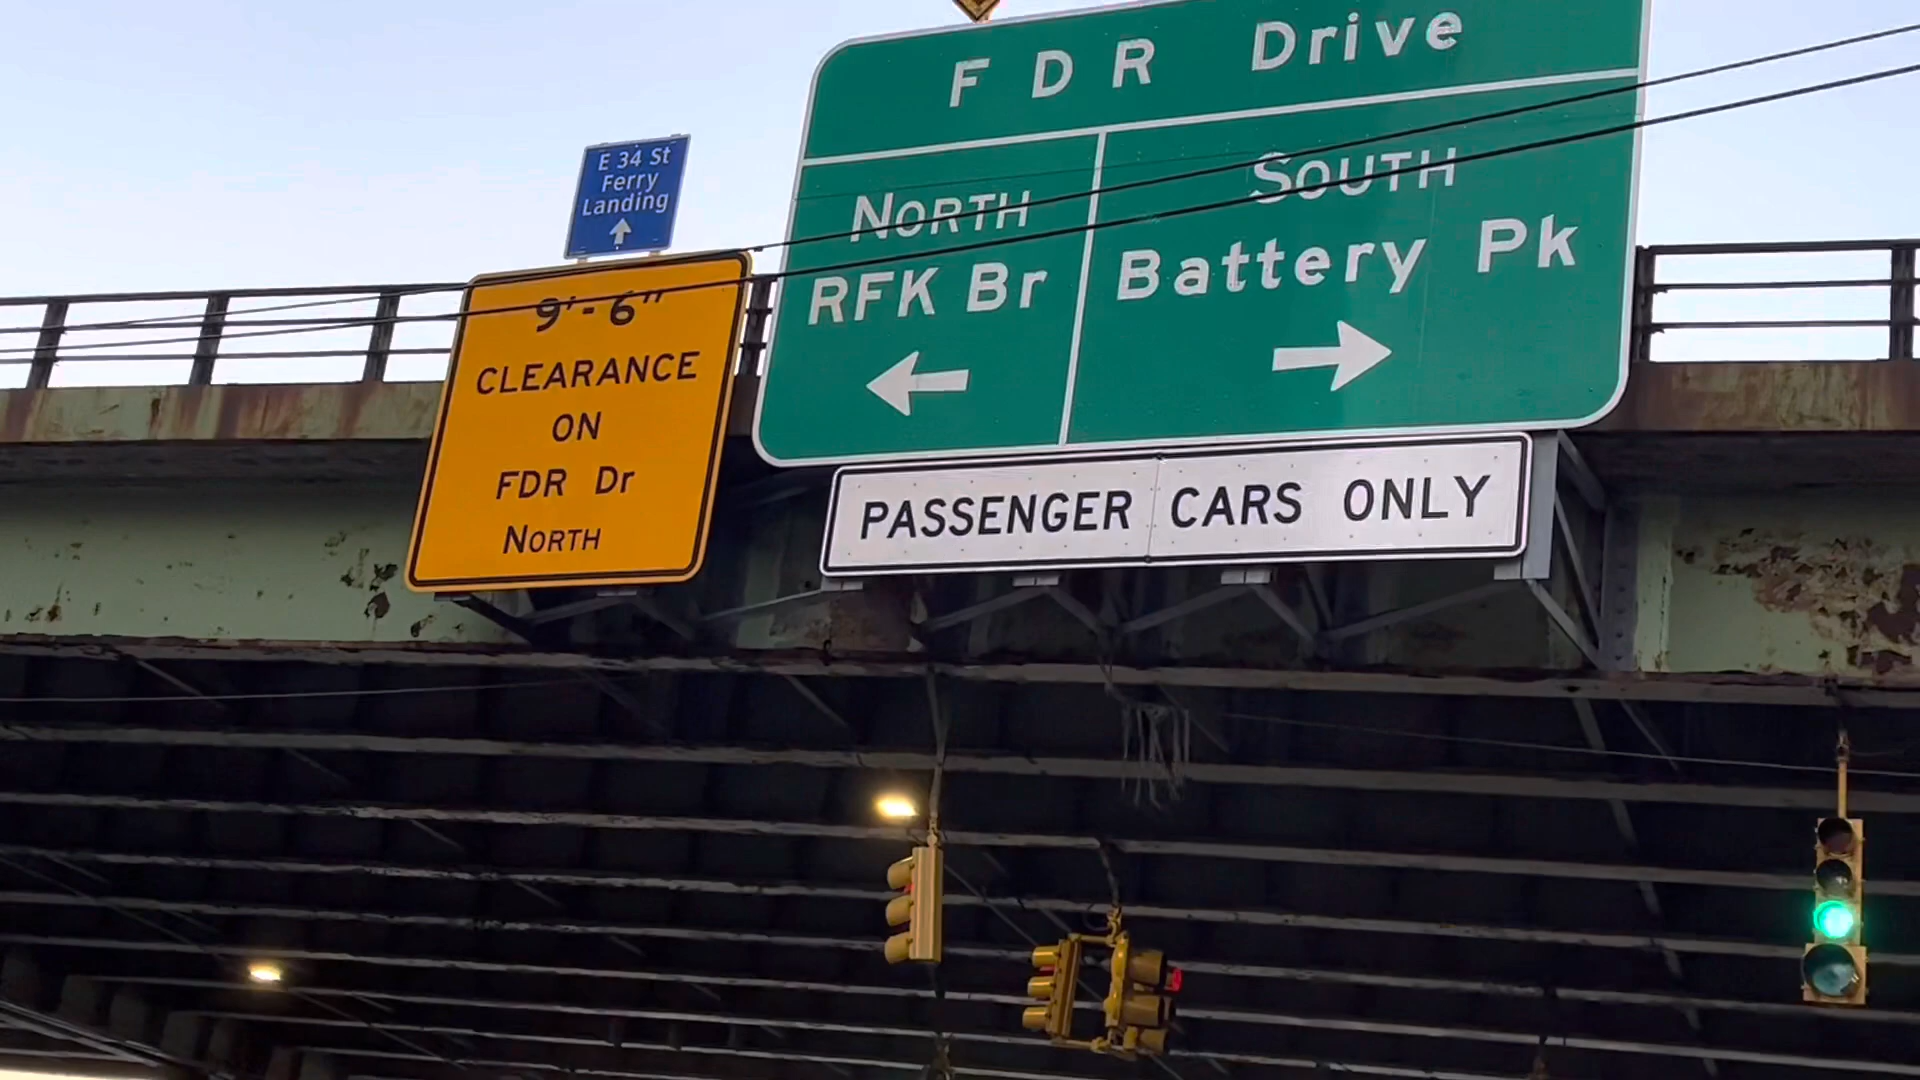 E 34 St
Ferry
Landing
9'-6"
CLEARANCE
ON
FDR Dr
NORTH
F D R Drive
NORTH
RFK Br
SOUTH
Battery Pk
PASSENGER CARS ONLY